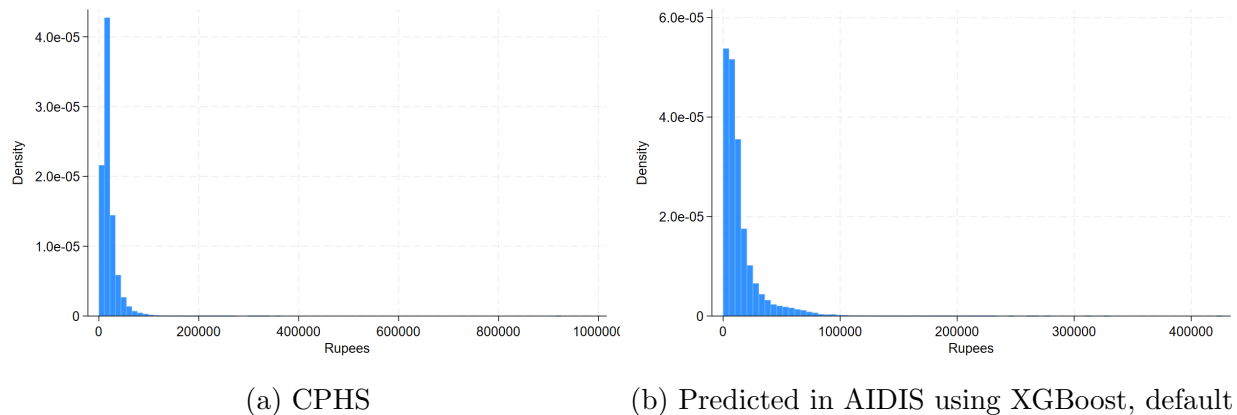 4.0e-05
3.0e-05
2.0e-05
1.0e-05
0
Density
0 200000 400000 600000 800000
Rupees
6.0e-05
4.0e-05
2.0e-05
0
Density
0 100000 200000 300000 400000
Rupees
(a) CPHS
(b) Predicted in AIDIS using XGBoost, default